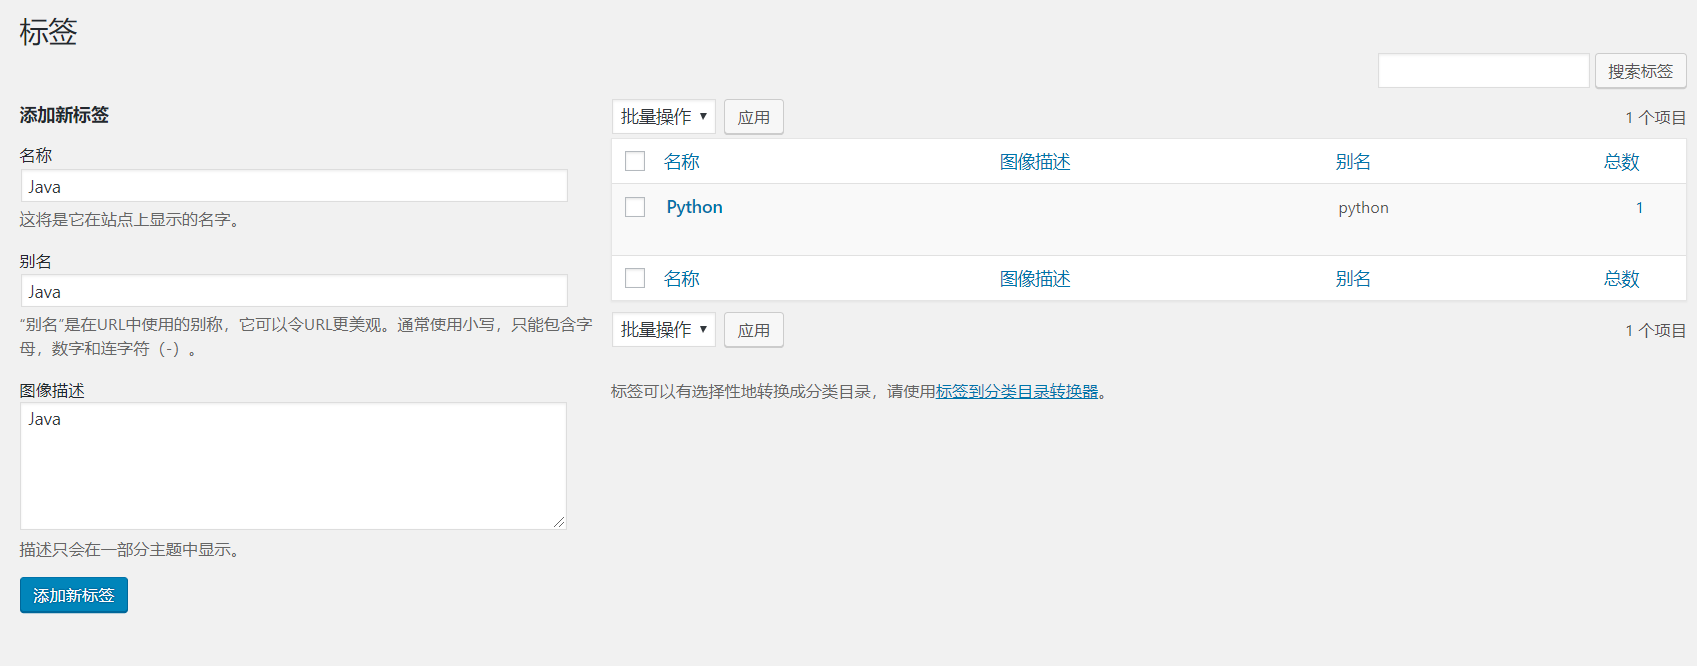 标签
搜索标签
添加新标签
名称
Java
这将是它在站点上显示的名字。
别名
Java
“别名”是在URL中使用的别称，它可以令URL更美观。通常使用小写，只能包含字
母，数字和连字符（-）。
图像描述
Java
描述只会在一部分主题中显示。
添加新标签
批量操作 应用 1 个项目
名称 图像描述 别名 总数
Python python 1
名称 图像描述 别名 总数
批量操作 应用 1 个项目
标签可以有选择性地转换成分类目录，请使用标签到分类目录转换器。